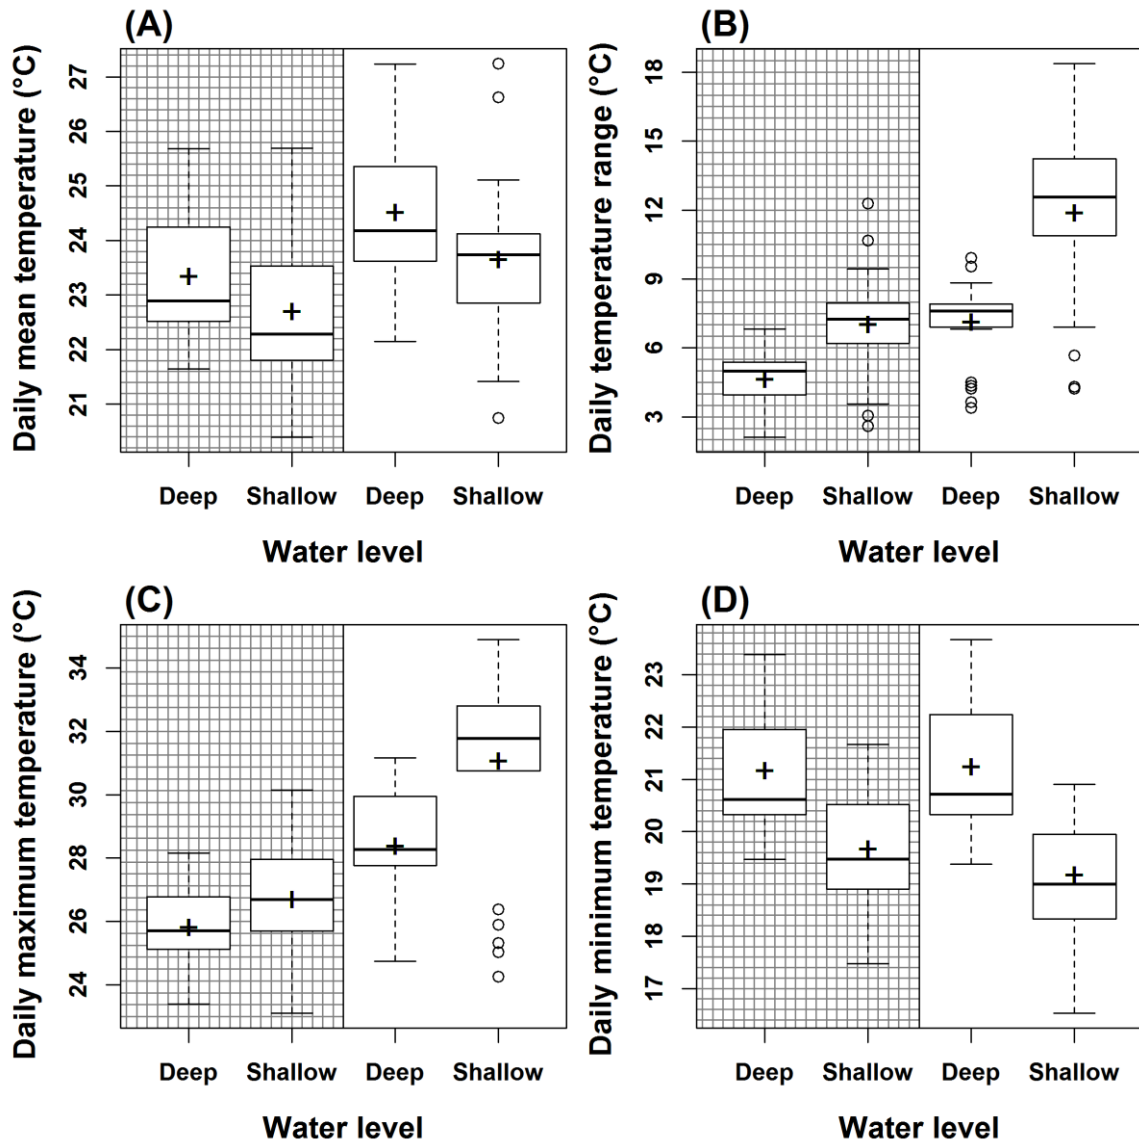 (A)
Daily mean temperature (°C)
27
26
25
24
23
22
21
Deep Shallow Deep Shallow
Water level
(B)
Daily temperature range (°C)
18
15
12
9
6
3
Deep Shallow Deep Shallow
Water level
(C)
Daily maximum temperature (°C)
34
32
30
28
26
24
Deep Shallow Deep Shallow
Water level
(D)
Daily minimum temperature (°C)
23
22
21
20
19
18
17
Deep Shallow Deep Shallow
Water level